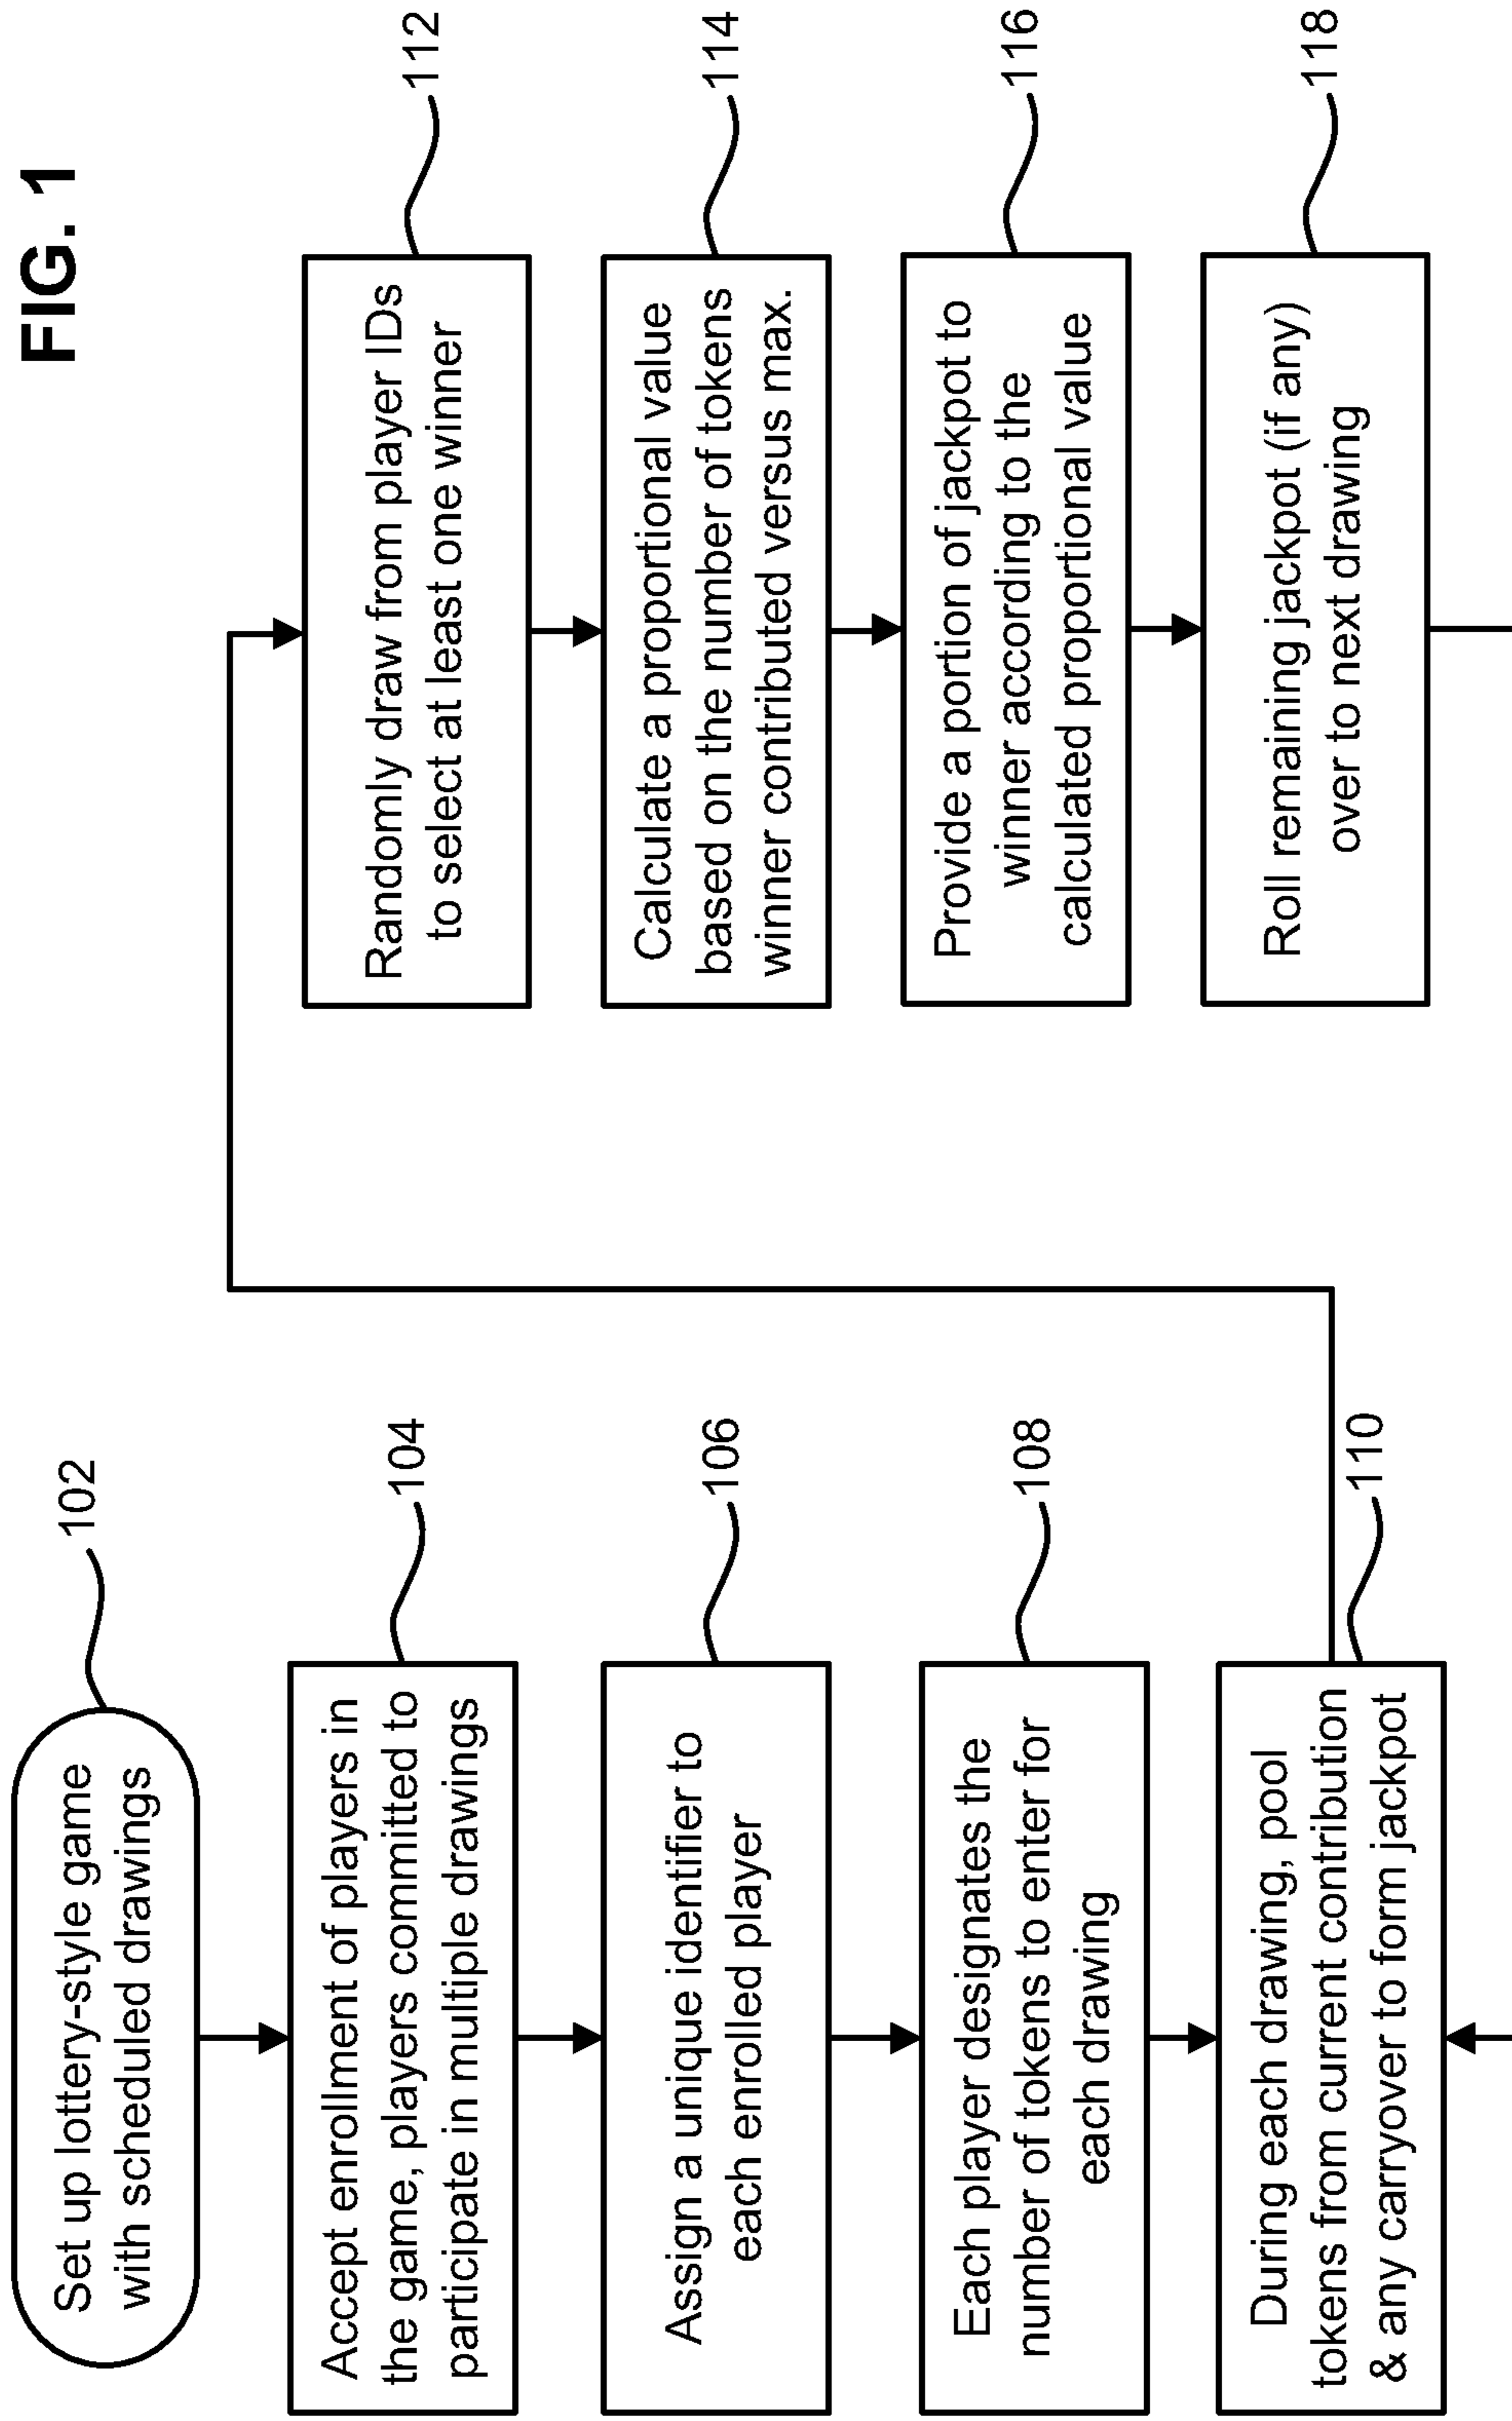 FIG. 1
Set up lottery-style game
with scheduled drawings
102
Accept enrollment of players in
the game, players committed to
participate in multiple drawings
104
Assign a unique identifier to
each enrolled player
106
Each player designates the
number of tokens to enter for
each drawing
108
During each drawing, pool
tokens from current contribution
& any carryover to form jackpot
110
Randomly draw from player IDs
to select at least one winner
112
Calculate a proportional value
based on the number of tokens
winner contributed versus max.
114
Provide a portion of jackpot to
winner according to the
calculated proportional value
116
Roll remaining jackpot (if any)
over to next drawing
118